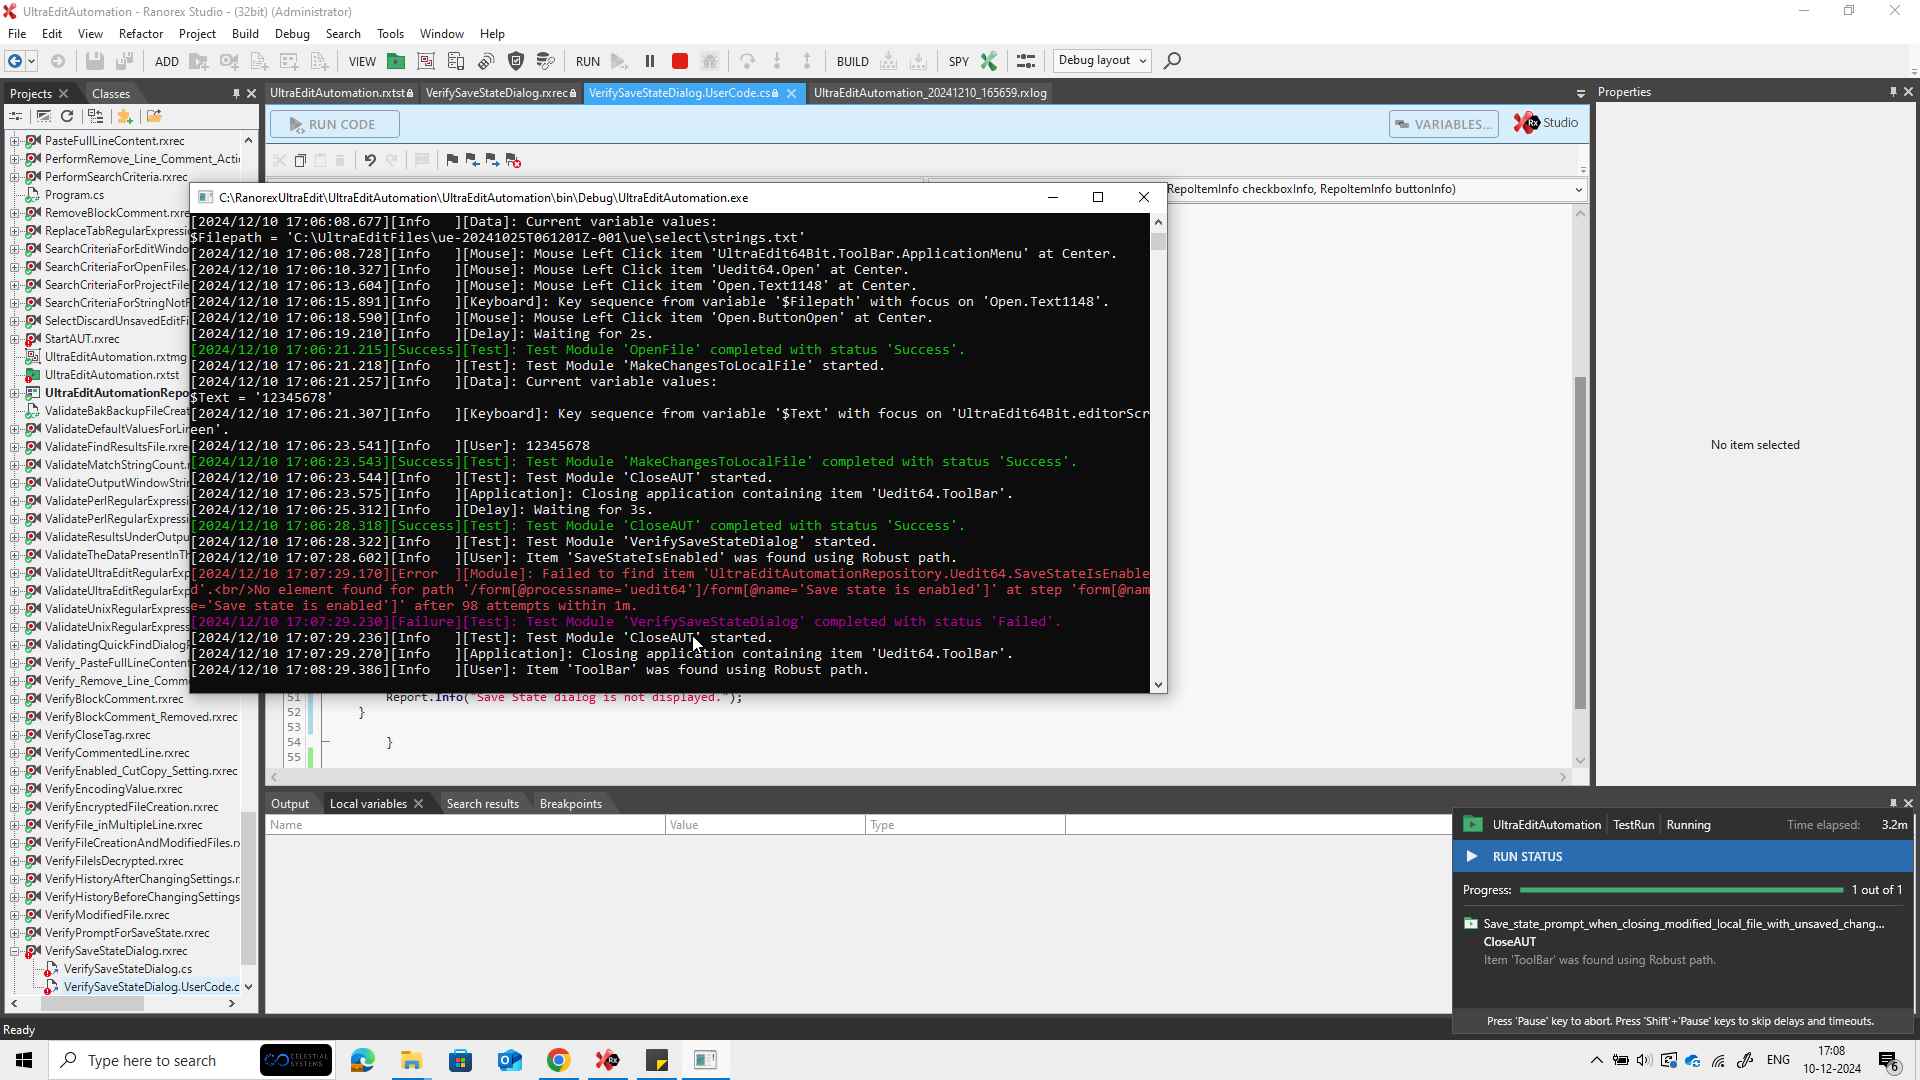 UltraEditAutomation - Ranorex Studio - (32bit) (Administrator)
File Edit View Refactor Project Build Debug Search Tools Window Help
ADD VIEW RUN BUILD SPY Debug layout
Projects Classes
UltraEditAutomation.rxtst VerifySaveStateDialog.rxrec VerifySaveStateDialog.UserCode.cs UltraEditAutomation_20241210_165659.rxlog
Properties
RUN CODE
VARIABLES...
Rx Studio
PasteFullLineContent.rxrec
PerformRemove_Line_Comment_Acti
PerformSearchCriteria.rxrec
Program.cs
RemoveBlockComment.rxre
ReplaceTabRegularExpress
SearchCriteriaForEditWindo
SearchCriteriaForOpenFiles.
SearchCriteriaForProjectFile
SearchCriteriaForStringNotF
SelectDiscardUnsavedEditFi
StartAUT.rxrec
UltraEditAutomation.rxtmg
UltraEditAutomation.rxtst
UltraEditAutomationRepo
ValidateBakBackupFileCreat
ValidateDefaultValuesForLin
ValidateFindResultsFile.rxre
ValidateMatchStringCount.r
ValidateOutputWindowStrin
ValidatePerlRegularExpressi
ValidatePerlRegularExpressi
ValidateResultsUnderOutpu
ValidateTheDataPresentInTh
ValidateUltraEditRegularExp
ValidateUltraEditRegularExp
ValidateUnixRegularExpress
ValidateUnixRegularExpress
ValidatingQuickFindDialogE
Verify_PasteFullLineContent
Verify_Remove_Line_Comme
VerifyBlockComment.rxrec
VerifyBlockComment_Removed.rxrec
VerifyCloseTag.rxrec
VerifyCommentedLine.rxrec
VerifyEnabled_CutCopy_Setting.rxrec
VerifyEncodingValue.rxrec
VerifyEncryptedFileCreation.rxrec
VerifyFile_inMultipleLine.rxrec
VerifyFileCreationAndModifiedFiles.rx
VerifyFileIsDecrypted.rxrec
VerifyHistoryAfterChangingSettings.r
VerifyHistoryBeforeChangingSettings
VerifyModifiedFile.rxrec
VerifyPromptForSaveState.rxrec
VerifySaveStateDialog.rxrec
VerifySaveStateDialog.cs
VerifySaveStateDialog.UserCode.c
RepoItemInfo checkboxInfo, RepoItemInfo buttonInfo)
C:\RanorexUltraEdit\UltraEditAutomation\UltraEditAutomation\bin\Debug\UltraEditAutomation.exe
[2024/12/10 17:06:08.677][Info   ][Data]: Current variable values:
$Filepath = 'C:\UltraEditFiles\ue-20241025T061201Z-001\ue\select\strings.txt'
[2024/12/10 17:06:08.728][Info   ][Mouse]: Mouse Left Click item 'UltraEdit64Bit.ToolBar.ApplicationMenu' at Center.
[2024/12/10 17:06:10.327][Info   ][Mouse]: Mouse Left Click item 'Uedit64.Open' at Center.
[2024/12/10 17:06:13.604][Info   ][Mouse]: Mouse Left Click item 'Open.Text1148' at Center.
[2024/12/10 17:06:15.891][Info   ][Keyboard]: Key sequence from variable '$Filepath' with focus on 'Open.Text1148'.
[2024/12/10 17:06:18.590][Info   ][Mouse]: Mouse Left Click item 'Open.ButtonOpen' at Center.
[2024/12/10 17:06:19.210][Info   ][Delay]: Waiting for 2s.
[2024/12/10 17:06:21.215][Success][Test]: Test Module 'OpenFile' completed with status 'Success'.
[2024/12/10 17:06:21.218][Info   ][Test]: Test Module 'MakeChangesToLocalFile' started.
[2024/12/10 17:06:21.257][Info   ][Data]: Current variable values:
$Text = '12345678'
[2024/12/10 17:06:21.307][Info   ][Keyboard]: Key sequence from variable '$Text' with focus on 'UltraEdit64Bit.editorScr
een'.
[2024/12/10 17:06:23.541][Info   ][User]: 12345678
[2024/12/10 17:06:23.543][Success][Test]: Test Module 'MakeChangesToLocalFile' completed with status 'Success'.
[2024/12/10 17:06:23.544][Info   ][Test]: Test Module 'CloseAUT' started.
[2024/12/10 17:06:23.575][Info   ][Application]: Closing application containing item 'Uedit64.ToolBar'.
[2024/12/10 17:06:25.312][Info   ][Delay]: Waiting for 3s.
[2024/12/10 17:06:28.318][Success][Test]: Test Module 'CloseAUT' completed with status 'Success'.
[2024/12/10 17:06:28.322][Info   ][Test]: Test Module 'VerifySaveStateDialog' started.
[2024/12/10 17:07:28.602][Info   ][User]: Item 'SaveStateIsEnabled' was found using Robust path.
[2024/12/10 17:07:29.170][Error  ][Module]: Failed to find item 'UltraEditAutomationRepository.Uedit64.SaveStateIsEnable
d'.<br/>No element found for path '/form[@processname='uedit64']/form[@name='Save state is enabled']' at step 'form[@nam
e='Save state is enabled']' after 98 attempts within 1m.
[2024/12/10 17:07:29.230][Failure][Test]: Test Module 'VerifySaveStateDialog' completed with status 'Failed'.
[2024/12/10 17:07:29.236][Info   ][Test]: Test Module 'CloseAUT' started.
[2024/12/10 17:07:29.270][Info   ][Application]: Closing application containing item 'Uedit64.ToolBar'.
[2024/12/10 17:08:29.386][Info   ][User]: Item 'ToolBar' was found using Robust path.
51 Report.Info("Save State dialog is not displayed.");
52 }
53
54 }
55
No item selected
Output Local variables Search results Breakpoints
Name Value Type
UltraEditAutomation TestRun Running Time elapsed: 3.2m
RUN STATUS
Progress: 1 out of 1
Save_state_prompt_when_closing_modified_local_file_with_unsaved_chang...
CloseAUT
Item 'ToolBar' was found using Robust path.
Press 'Pause' key to abort. Press 'Shift'+'Pause' keys to skip delays and timeouts.
Ready
Type here to search
CELESTIAL
SYSTEMS
ENG
17:08
10-12-2024
6